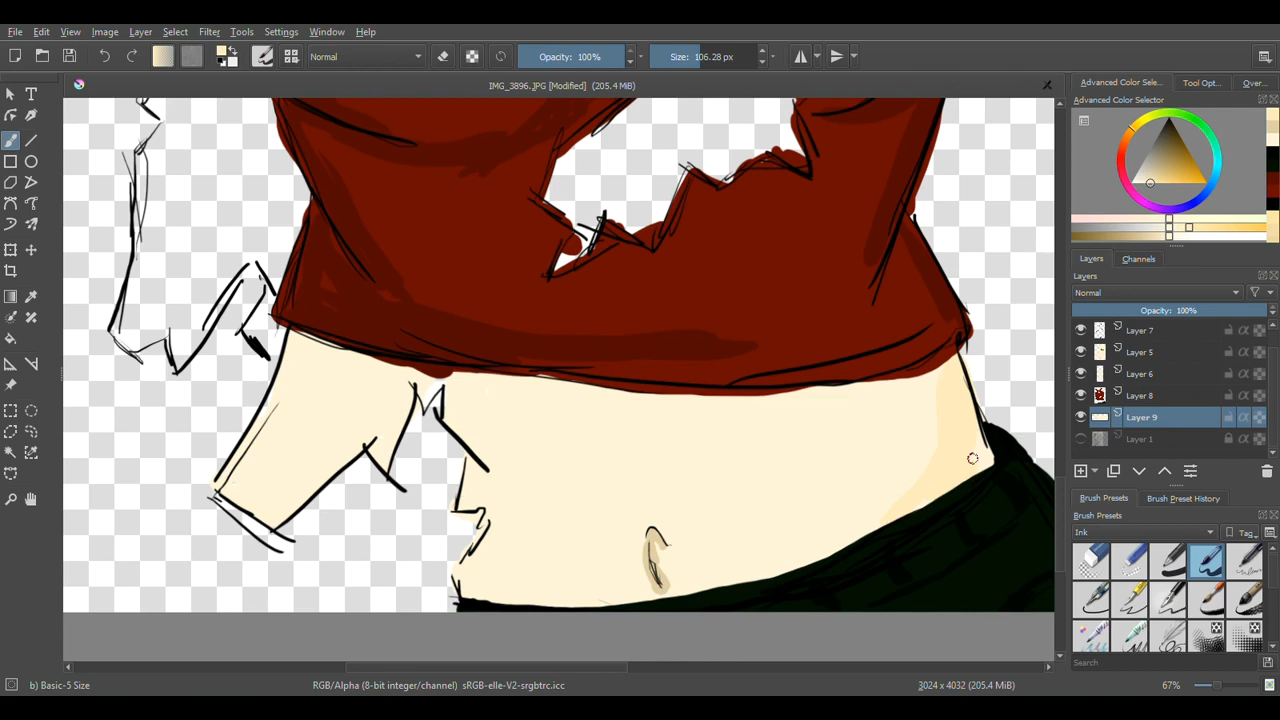 File Edit View Image Layer Select Filter Tools Settings Window Help
Normal Opacity: 100% Size: 106.28 px
IMG_3896.JPG [Modified] (205.4 MiB)
Advanced Color Sele... Tool Opt... Over...
Advanced Color Selector
Layers Channels
Layers
Normal
Opacity: 100%
Layer 7
Layer 5
Layer 6
Layer 8
Layer 9
Layer 1
Brush Presets Brush Preset History
Brush Presets
Ink Tag
Search
b) Basic-5 Size RGB/Alpha (8-bit integer/channel) sRGB-elle-V2-srgbtrc.icc 3024 x 4032 (205.4 MiB) 67%